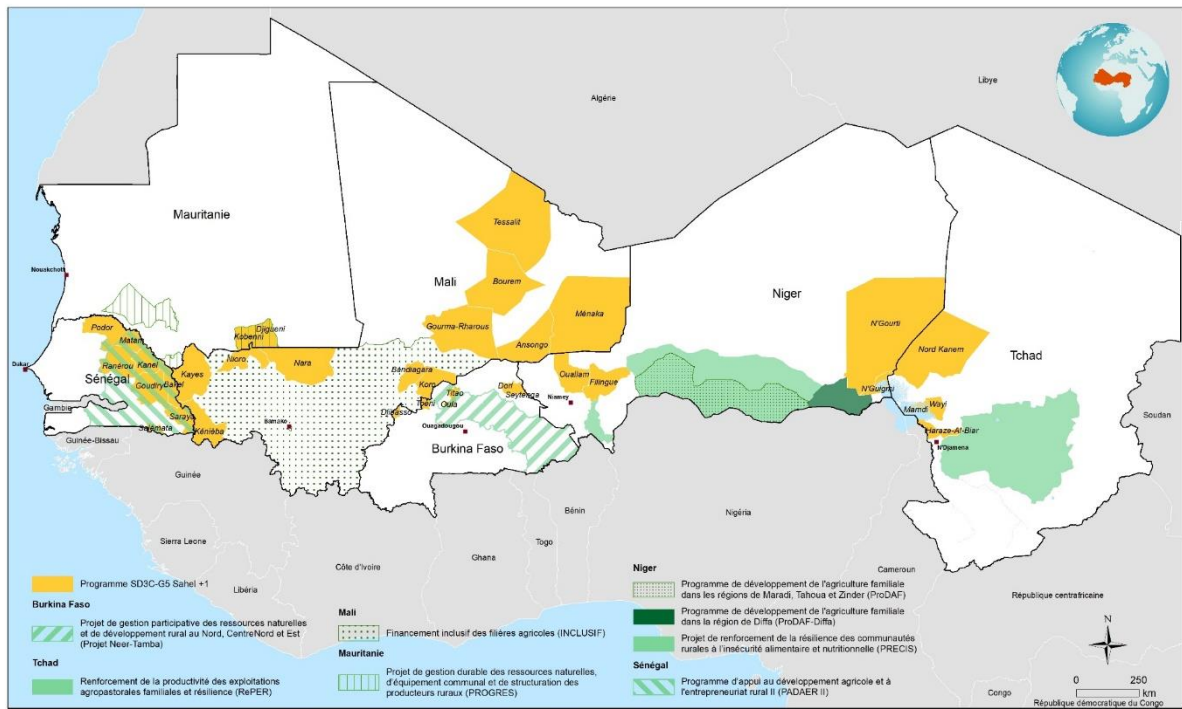 Libye
Algérie
Mauritanie
Tessalit
Nouakchott
Mali
Bourem
Niger
Ménaka
N'Gourti
Gourma-Rharous
Ansongo
Nord Kanem
Tchad
Podor
Matam
Djigueni
Kobenni
Nioro
Nara
Dakar
Ranérou
Kanel
Kayes
Sénégal
Goudiry
Bakel
Bandiagara
Koro
Ouallam
Filingue
Dori
Seytenga
Niamey
N'Guigmi
Mamdi
Wayi
Soudan
Gambie
Saraya
Salémata
Kéniéba
Bamako
Djibasso
Toeni
Titao
Oula
Ouagadougou
Burkina Faso
Haraze-Al-Biar
N'Djamena
Guinée-Bissau
Guinée
Bénin
Nigéria
Togo
Ghana
Côte d'Ivoire
Sierra Leone
Libéria
Cameroun
République centrafricaine
Congo
République démocratique du Congo
Programme SD3C-G5 Sahel +1
Burkina Faso
Projet de gestion participative des ressources naturelles
et de développement rural au Nord, CentreNord et Est
(Projet Neer-Tamba)
Tchad
Renforcement de la productivité des exploitations
agropastorales familiales et résilience (RePER)
Mali
Financement inclusif des filières agricoles (INCLUSIF)
Mauritanie
Projet de gestion durable des ressources naturelles,
d'équipement communal et de structuration des
producteurs ruraux (PROGRES)
Niger
Programme de développement de l'agriculture familiale
dans les régions de Maradi, Tahoua et Zinder (ProDAF)
Programme de développement de l'agriculture familiale
dans la région de Diffa (ProDAF-Diffa)
Projet de renforcement de la résilience des communautés
rurales à l'insécurité alimentaire et nutritionnelle (PRECIS)
Sénégal
Programme d'appui au développement agricole et à
l'entrepreneuriat rural II (PADAER II)
N
0 250
km